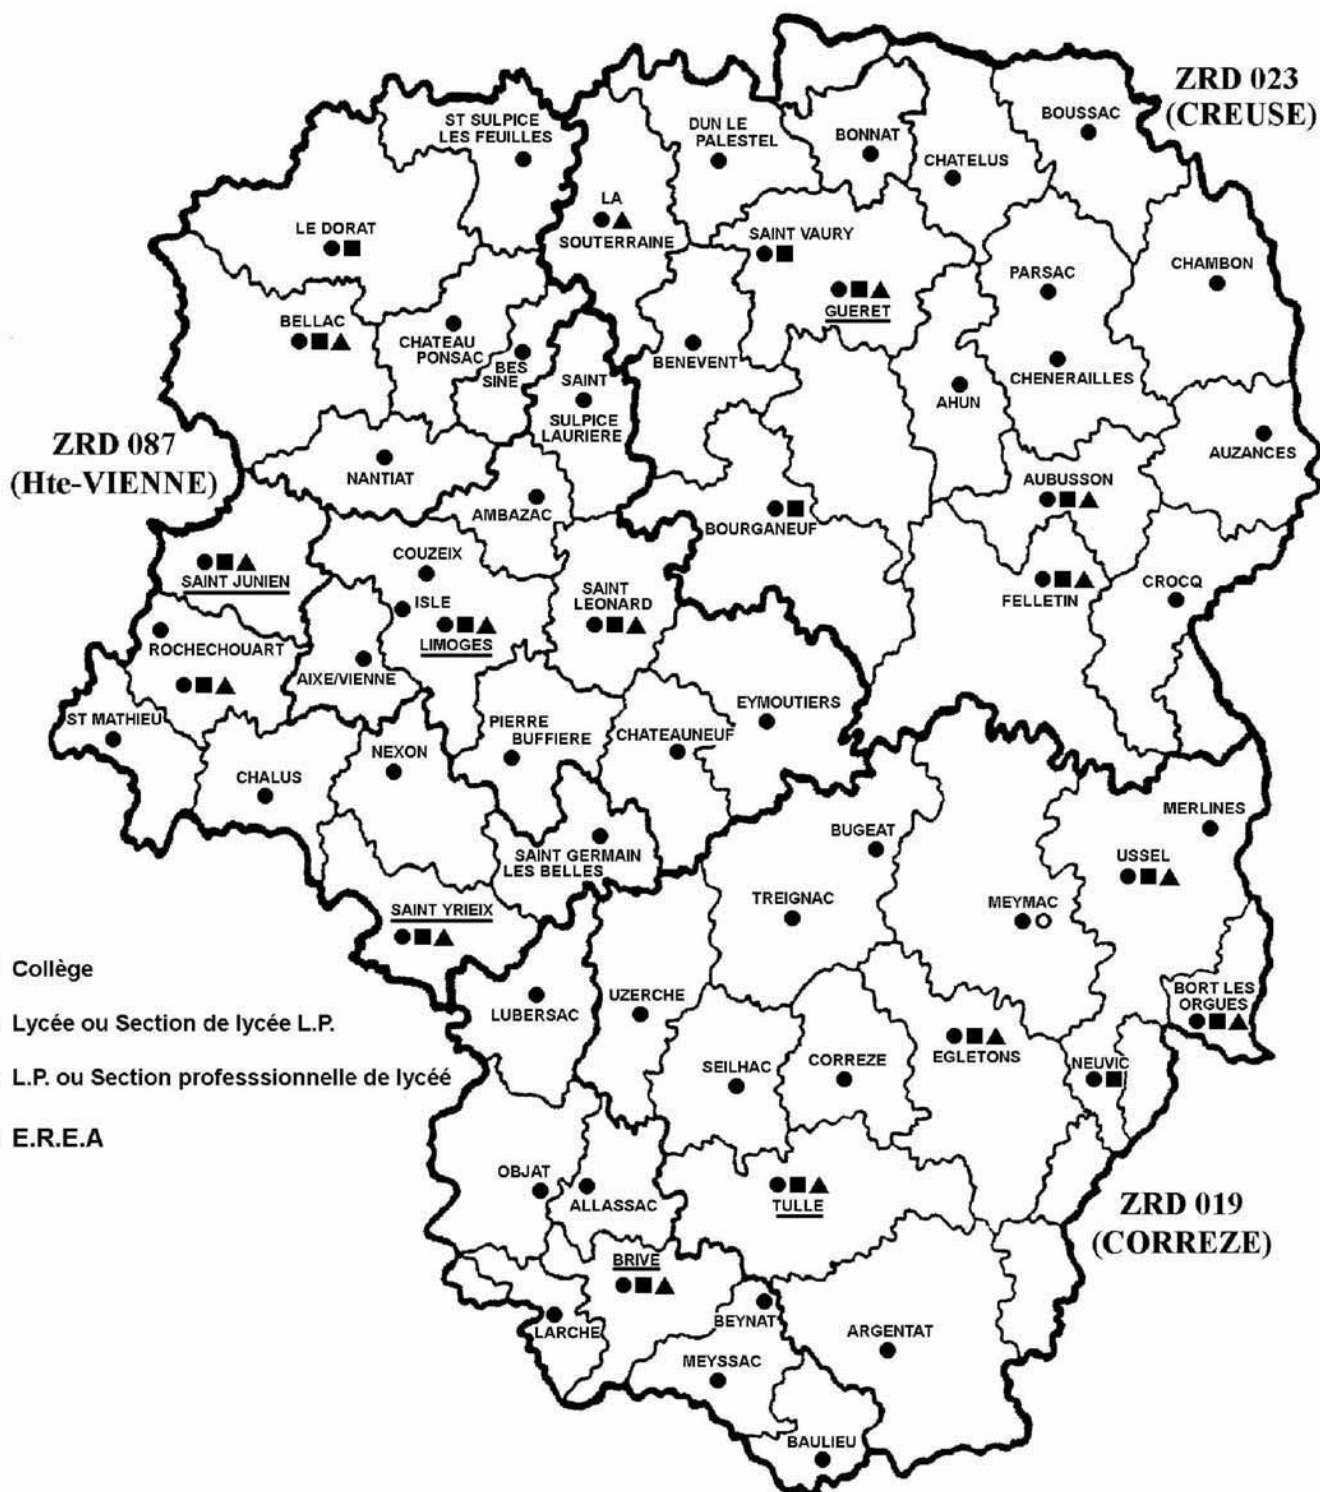 ZRD 023
(CREUSE)
ST SULPICE
LES FEUILLES
DUN LE
PALESTEL
BONNAT
BOUSSAC
CHATELUS
LE DORAT
LA
SOUTERRAINE
SAINT VAURY
GUERET
PARSAC
CHAMBON
BELLAC
CHATEAU
PONSAC
BES
SINE
SAINT
SULPICE
LAURIERE
BENEVENT
AHUN
CHENERAILLES
ZRD 087
(Hte-VIENNE)
NANTIAT
AMBAZAC
BOURGANEUF
AUBUSSON
AUZANCES
SAINT JUNIEN
COUZEIX
ISLE
LIMOGES
SAINT
LEONARD
FELLETIN
CROCQ
ROCHECHOUART
AIXE/VIENNE
ST MATHIEU
CHALUS
NEXON
PIERRE
BUFFIERE
CHATEAUNEUF
EYMOUTIERS
SAINT GERMAIN
LES BELLES
BUGEAT
MERLINES
USSEL
SAINT YRIEIX
TREIGNAC
MEYMAC
Collège
Lycée ou Section de lycée L.P.
L.P. ou Section professsionnelle de lycéé
E.R.E.A
LUBERSAC
UZERCHE
SEILHAC
CORREZE
EGLETONS
NEUVIC
BORT LES
ORGUES
OBJAT
ALLASSAC
TULLE
ZRD 019
(CORREZE)
BRIVE
LARCHE
BEYNAT
MEYSSAC
ARGENTAT
BAULIEU